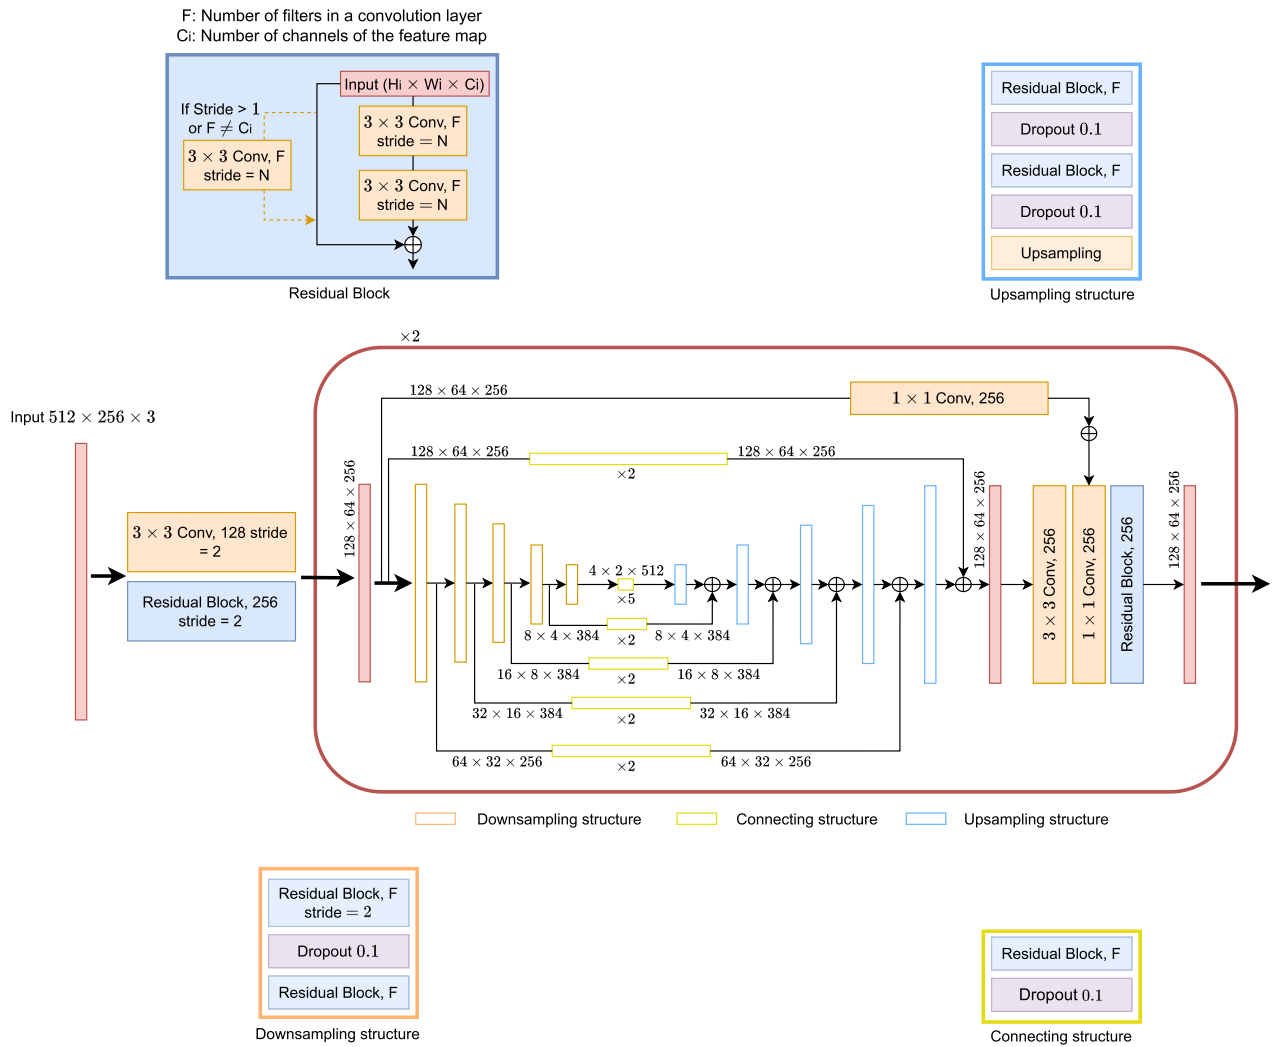 F: Number of filters in a convolution layer
Ci: Number of channels of the feature map
Input (Hi × Wi × Ci)
If Stride > 1
or F ≠ Ci
3 × 3 Conv, F
stride = N
3 × 3 Conv, F
stride = N
3 × 3 Conv, F
stride = N
Residual Block
Residual Block, F
Dropout 0.1
Residual Block, F
Dropout 0.1
Upsampling
Upsampling structure
×2
Input 512 × 256 × 3
3 × 3 Conv, 128 stride
= 2
Residual Block, 256
stride = 2
128 × 64 × 256
128 × 64 × 256
1 × 1 Conv, 256
128 × 64 × 256
×2
128 × 64 × 256
4 × 2 × 512
×5
8 × 4 × 384
×2
8 × 4 × 384
16 × 8 × 384
×2
16 × 8 × 384
32 × 16 × 384
×2
32 × 16 × 384
64 × 32 × 256
×2
64 × 32 × 256
128 × 64 × 256
3 × 3 Conv, 256
1 × 1 Conv, 256
Residual Block, 256
128 × 64 × 256
Downsampling structure
Connecting structure
Upsampling structure
Residual Block, F
stride = 2
Dropout 0.1
Residual Block, F
Downsampling structure
Residual Block, F
Dropout 0.1
Connecting structure